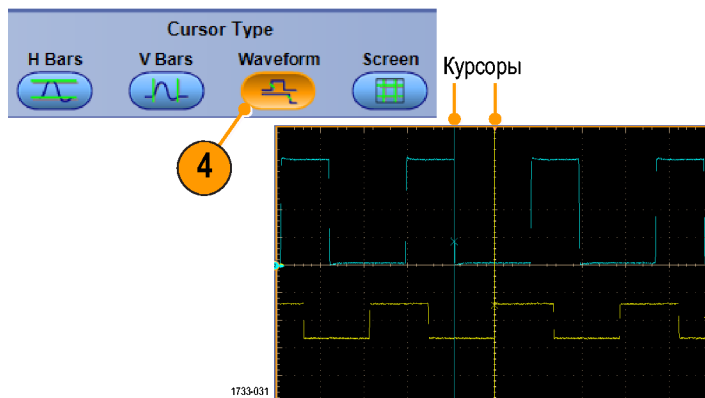 Cursor Type
H Bars V Bars Waveform Screen
Курсоры
4
1733-031